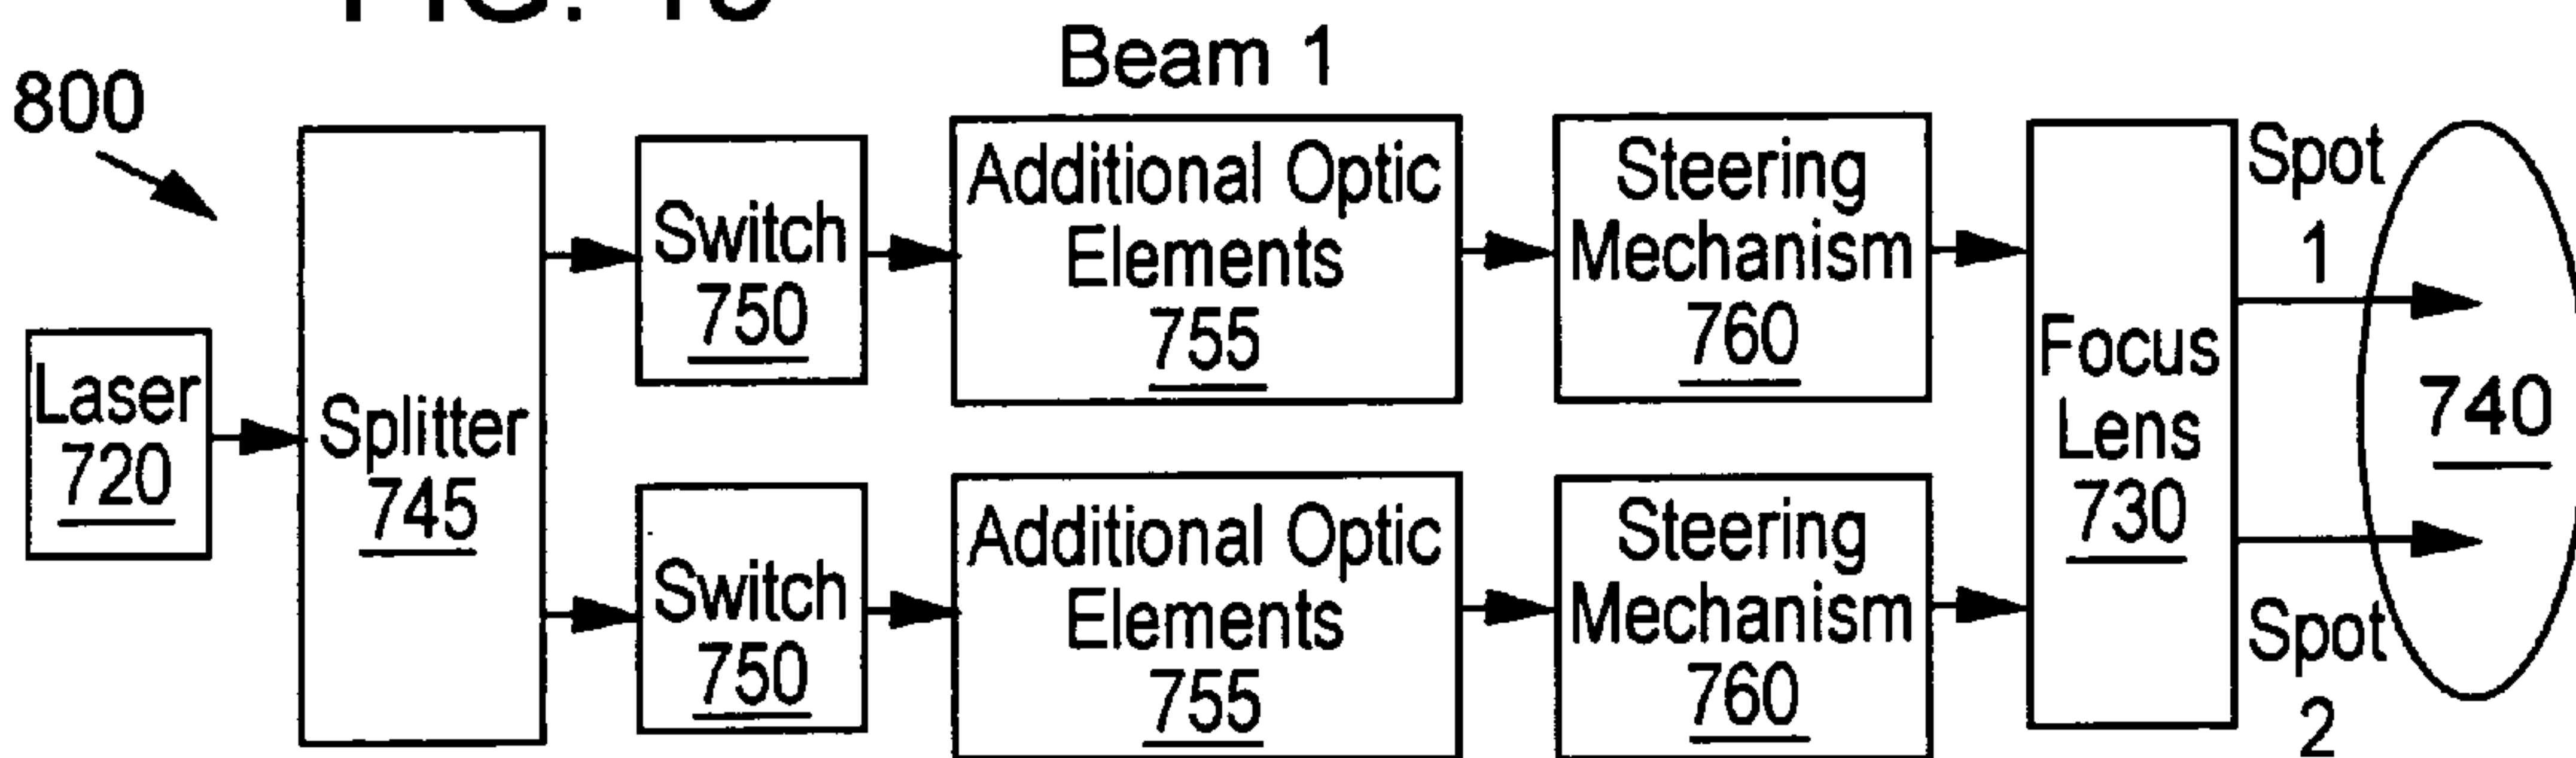 Beam 1
800
Laser
720
Splitter
745
Switch
750
Additional Optic
Elements
755
Steering
Mechanism
760
Switch
750
Additional Optic
Elements
755
Steering
Mechanism
760
Focus
Lens
730
Spot
1
740
Spot
2